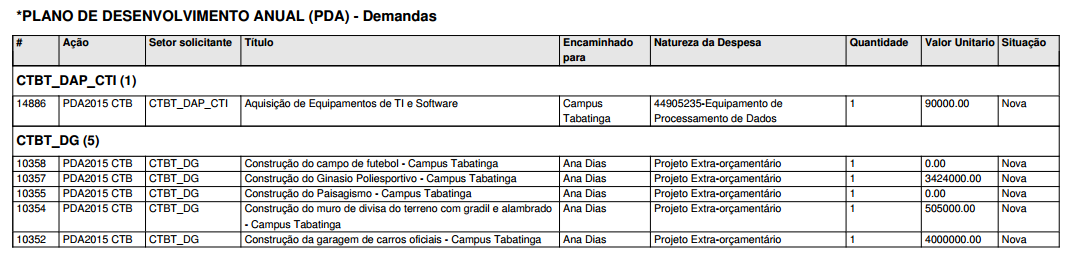 *PLANO DE DESENVOLVIMENTO ANUAL (PDA) - Demandas
# Ação Setor solicitante Título Encaminhado para Natureza da Despesa Quantidade Valor Unitario Situação
CTBT_DAP_CTI (1)
14886 PDA2015 CTB CTBT_DAP_CTI Aquisição de Equipamentos de TI e Software Campus Tabatinga 44905235-Equipamento de Processamento de Dados 1 90000.00 Nova
CTBT_DG (5)
10358 PDA2015 CTB CTBT_DG Construção do campo de futebol - Campus Tabatinga Ana Dias Projeto Extra-orçamentário 1 0.00 Nova
10357 PDA2015 CTB CTBT_DG Construção do Ginasio Poliesportivo - Campus Tabatinga Ana Dias Projeto Extra-orçamentário 1 3424000.00 Nova
10355 PDA2015 CTB CTBT_DG Construção do Paisagismo - Campus Tabatinga Ana Dias Projeto Extra-orçamentário 1 0.00 Nova
10354 PDA2015 CTB CTBT_DG Construção do muro de divisa do terreno com gradil e alambrado - Campus Tabatinga Ana Dias Projeto Extra-orçamentário 1 505000.00 Nova
10352 PDA2015 CTB CTBT_DG Construção da garagem de carros oficiais - Campus Tabatinga Ana Dias Projeto Extra-orçamentário 1 4000000.00 Nova